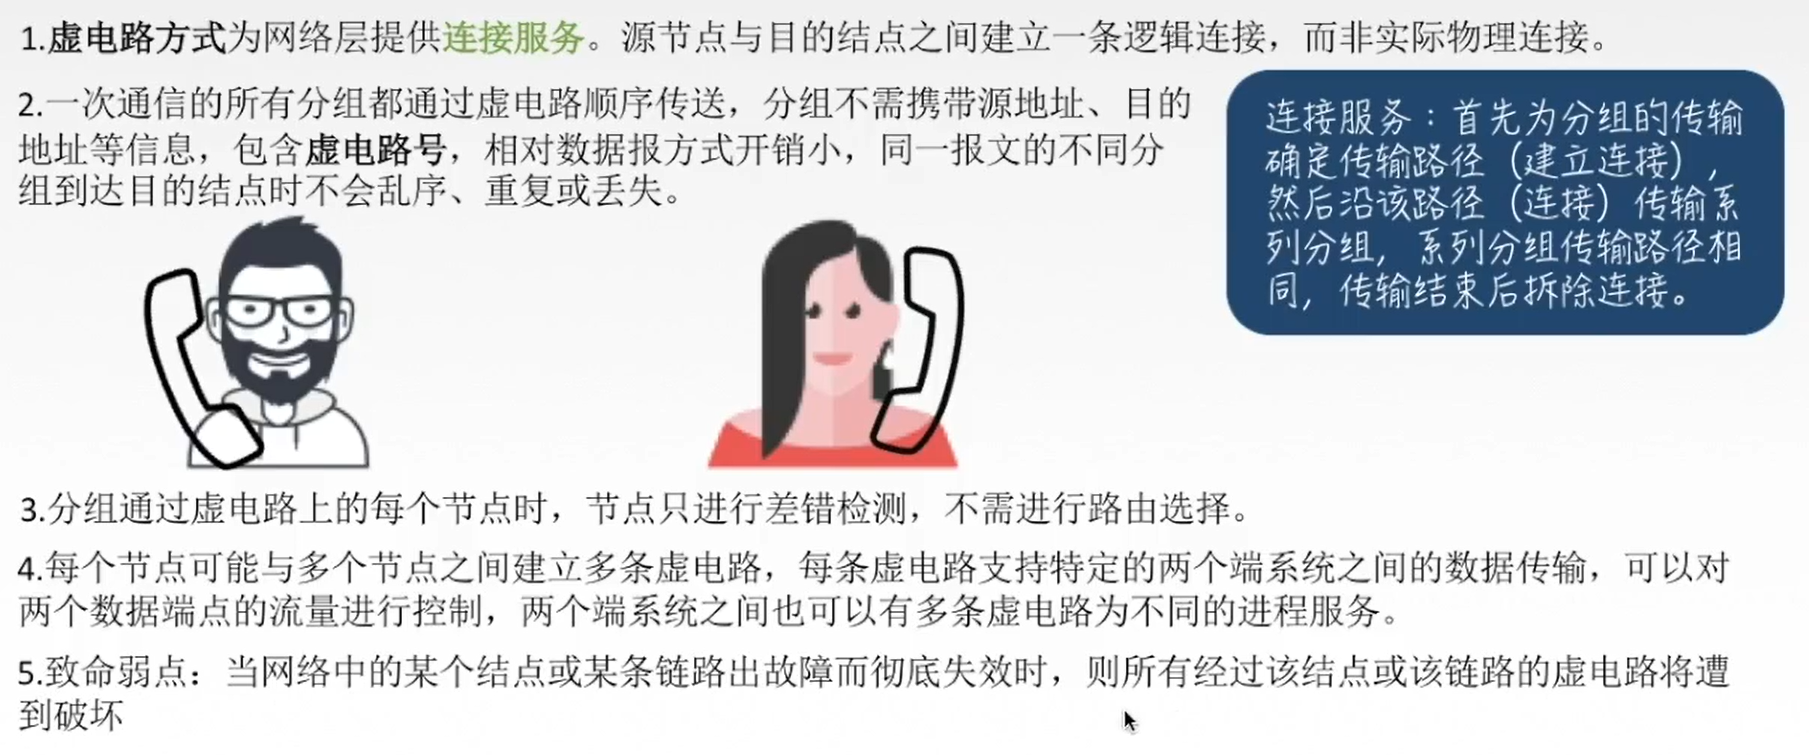 1.虚电路方式为网络层提供连接服务。源节点与目的结点之间建立一条逻辑连接，而非实际物理连接。
2.一次通信的所有分组都通过虚电路顺序传送，分组不需携带源地址、目的
地址等信息，包含虚电路号，相对数据报方式开销小，同一报文的不同分
组到达目的结点时不会乱序、重复或丢失。
连接服务：首先为分组的传输
确定传输路径（建立连接），
然后沿该路径（连接）传输系
列分组，系列分组传输路径相
同，传输结束后拆除连接。
3.分组通过虚电路上的每个节点时，节点只进行差错检测，不需进行路由选择。
4.每个节点可能与多个节点之间建立多条虚电路，每条虚电路支持特定的两个端系统之间的数据传输，可以对
两个数据端点的流量进行控制，两个端系统之间也可以有多条虚电路为不同的进程服务。
5.致命弱点：当网络中的某个结点或某条链路出故障而彻底失效时，则所有经过该结点或该链路的虚电路将遭
到破坏